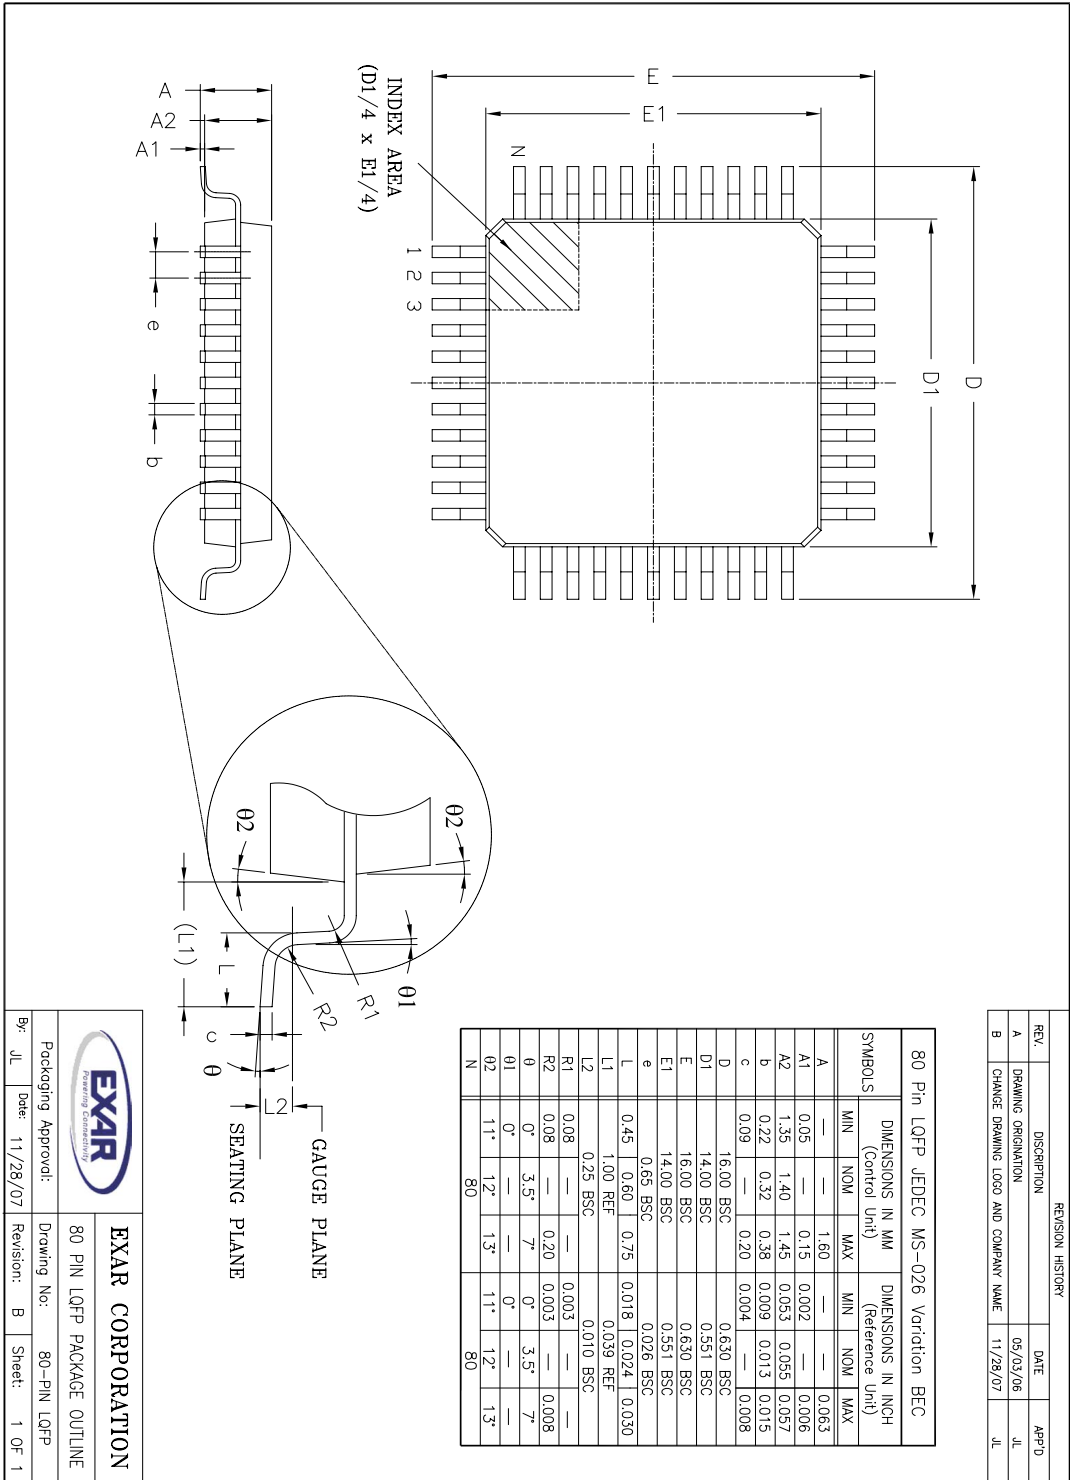 REVISION HISTORY
REV. DISCRIPTION DATE APP'D
A DRAWING ORIGINATION 05/03/06 JL
B CHANGE DRAWING LOGO AND COMPANY NAME 11/28/07 JL
D
D1
E
E1
N
1 2 3
INDEX AREA
(D1/4 x E1/4)
A
A2
A1
e
b
θ2
θ2
θ1
R1
R2
L
(L1)
c
θ
L2
GAUGE PLANE
SEATING PLANE
80 Pin LQFP JEDEC MS-026 Variation BEC
SYMBOLS DIMENSIONS IN MM (Control Unit) DIMENSIONS IN INCH (Reference Unit)
MIN NOM MAX MIN NOM MAX
A — — 1.60 — — 0.063
A1 0.05 — 0.15 0.002 — 0.006
A2 1.35 1.40 1.45 0.053 0.055 0.057
b 0.22 0.32 0.38 0.009 0.013 0.015
c 0.09 — 0.20 0.004 — 0.008
D 16.00 BSC 0.630 BSC
D1 14.00 BSC 0.551 BSC
E 16.00 BSC 0.630 BSC
E1 14.00 BSC 0.551 BSC
e 0.65 BSC 0.026 BSC
L 0.45 0.60 0.75 0.018 0.024 0.030
L1 1.00 REF 0.039 REF
L2 0.25 BSC 0.010 BSC
R1 0.08 — — 0.003 — —
R2 0.08 — 0.20 0.003 — 0.008
θ 0° 3.5° 7° 0° 3.5° 7°
θ1 0° — — 0° — —
θ2 11° 12° 13° 11° 12° 13°
N 80 80
EXAR
Powering Connectivity
EXAR CORPORATION
80 PIN LQFP PACKAGE OUTLINE
Packaging Approval:
Drawing No: 80-PIN LQFP
By: JL Date: 11/28/07 Revision: B Sheet: 1 OF 1